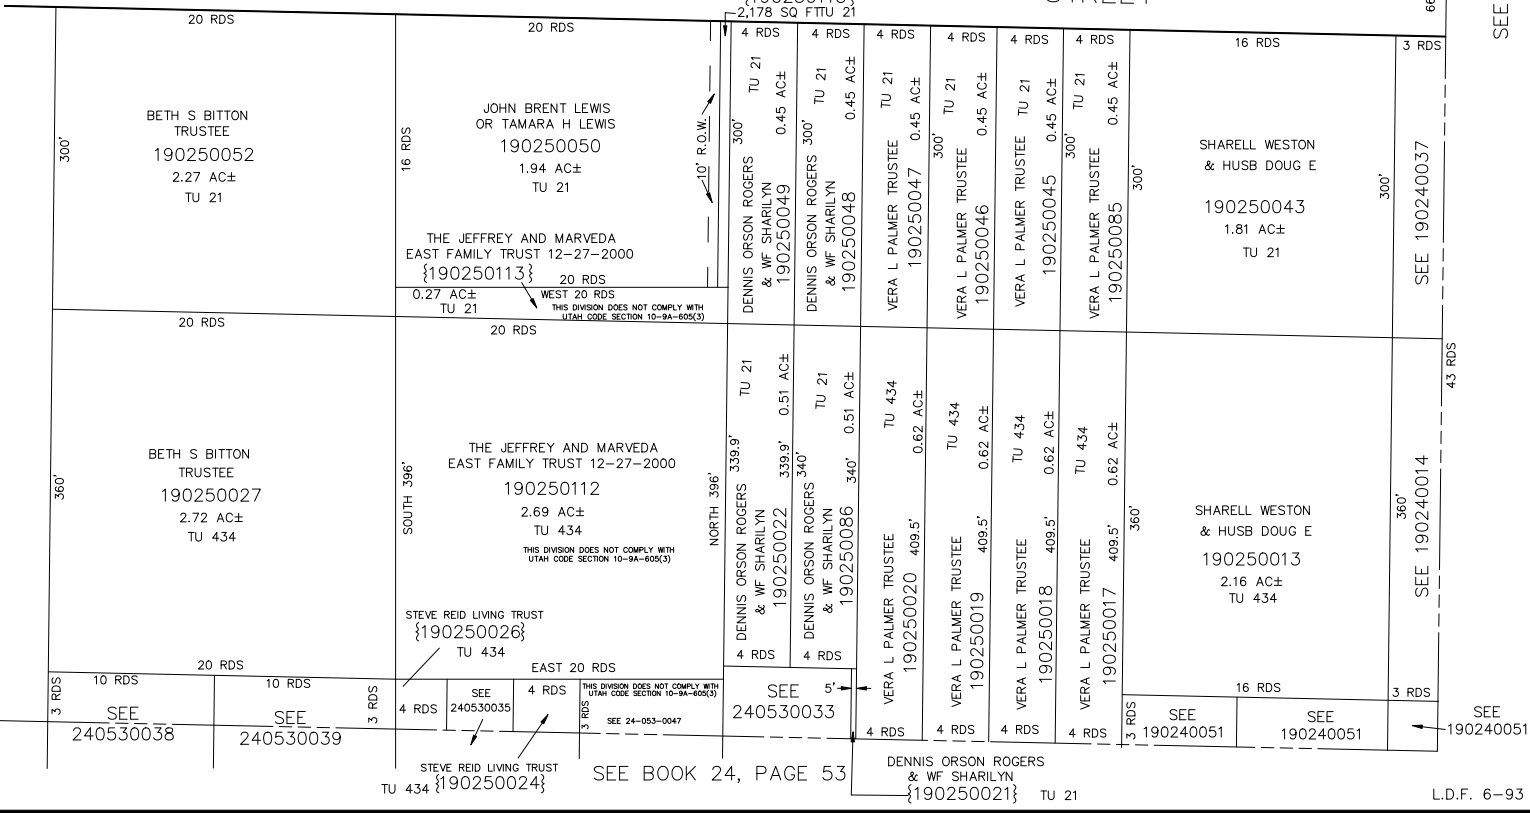 {190250115}
STREET
66
SEE
2,178 SQ FT TU 21
20 RDS
20 RDS
4 RDS
4 RDS
4 RDS
4 RDS
4 RDS
4 RDS
16 RDS
3 RDS
300'
BETH S BITTON
TRUSTEE
190250052
2.27 AC±
TU 21
16 RDS
JOHN BRENT LEWIS
OR TAMARA H LEWIS
190250050
1.94 AC±
TU 21
10' R.O.W.
THE JEFFREY AND MARVEDA
EAST FAMILY TRUST 12-27-2000
{190250113}
20 RDS
0.27 AC±
TU 21
WEST 20 RDS
THIS DIVISION DOES NOT COMPLY WITH
UTAH CODE SECTION 10-9A-605(3)
300'
DENNIS ORSON ROGERS
& WF SHARILYN
190250049
TU 21
0.45 AC±
300'
DENNIS ORSON ROGERS
& WF SHARILYN
190250048
TU 21
0.45 AC±
VERA L PALMER TRUSTEE
190250047
TU 21
0.45 AC±
300'
VERA L PALMER TRUSTEE
190250046
TU 21
0.45 AC±
VERA L PALMER TRUSTEE
190250045
TU 21
0.45 AC±
300'
VERA L PALMER TRUSTEE
190250085
TU 21
0.45 AC±
300'
SHARELL WESTON
& HUSB DOUG E
190250043
1.81 AC±
TU 21
300'
SEE 190240037
43 RDS
20 RDS
20 RDS
360'
BETH S BITTON
TRUSTEE
190250027
2.72 AC±
TU 434
20 RDS
SOUTH 396'
THE JEFFREY AND MARVEDA
EAST FAMILY TRUST 12-27-2000
190250112
2.69 AC±
TU 434
THIS DIVISION DOES NOT COMPLY WITH
UTAH CODE SECTION 10-9A-605(3)
NORTH 396'
STEVE REID LIVING TRUST
{190250026}
TU 434
EAST 20 RDS
339.9'
DENNIS ORSON ROGERS
& WF SHARILYN
190250022
TU 21
0.51 AC±
339.9'
4 RDS
340'
DENNIS ORSON ROGERS
& WF SHARILYN
190250086
TU 21
0.51 AC±
340'
4 RDS
VERA L PALMER TRUSTEE
190250020
TU 434
0.62 AC±
409.5'
4 RDS
VERA L PALMER TRUSTEE
190250019
TU 434
0.62 AC±
409.5'
4 RDS
VERA L PALMER TRUSTEE
190250018
TU 434
0.62 AC±
409.5'
4 RDS
VERA L PALMER TRUSTEE
190250017
TU 434
0.62 AC±
409.5'
4 RDS
360'
SHARELL WESTON
& HUSB DOUG E
190250013
2.16 AC±
TU 434
360'
SEE 190240014
16 RDS
3 RDS
3 RDS
10 RDS
SEE
240530038
10 RDS
SEE
240530039
3 RDS
4 RDS
SEE
240530035
4 RDS
THIS DIVISION DOES NOT COMPLY WITH
UTAH CODE SECTION 10-9A-605(3)
3 RDS
SEE 24-053-0047
SEE
240530033
5'
3 RDS
SEE
190240051
SEE
190240051
SEE
190240051
STEVE REID LIVING TRUST
TU 434 {190250024}
SEE BOOK 24, PAGE 53
DENNIS ORSON ROGERS
& WF SHARILYN
{190250021} TU 21
L.D.F. 6-93